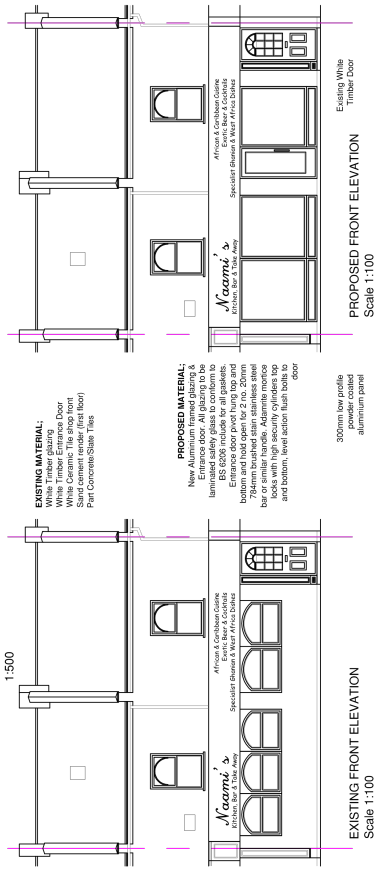 1:500
EXISTING MATERIAL;
White Timber glazing
White Timber Entrance Door
White Ceramic Tile shop front
Sand cement render (first floor)
Part Concrete/Slate Tiles
Naami's
Kitchen, Bar & Take Away
African & Caribbean Cuisine
Exotic Beer & Cocktails
Specialist Ghanian & West Africa Dishes
EXISTING FRONT ELEVATION
Scale 1:100
PROPOSED MATERIAL;
New Aluminium framed glazing &
Entrance door. All glazing to be
laminated safety glass to conform to
BS 6206 include for all gaskets.
Entrance door pivot hung top and
bottom and hold open for 2 no. 20mm
784mm brushed strain stainless steel
bar or similar handle. Adamrite mortice
locks with high security cylinders top
and bottom, level action flush bolts to
door
300mm low profile
powder coated
aluminium panel
Naami's
Kitchen, Bar & Take Away
African & Caribbean Cuisine
Exotic Beer & Cocktails
Specialist Ghanian & West Africa Dishes
Existing White
Timber Door
PROPOSED FRONT ELEVATION
Scale 1:100